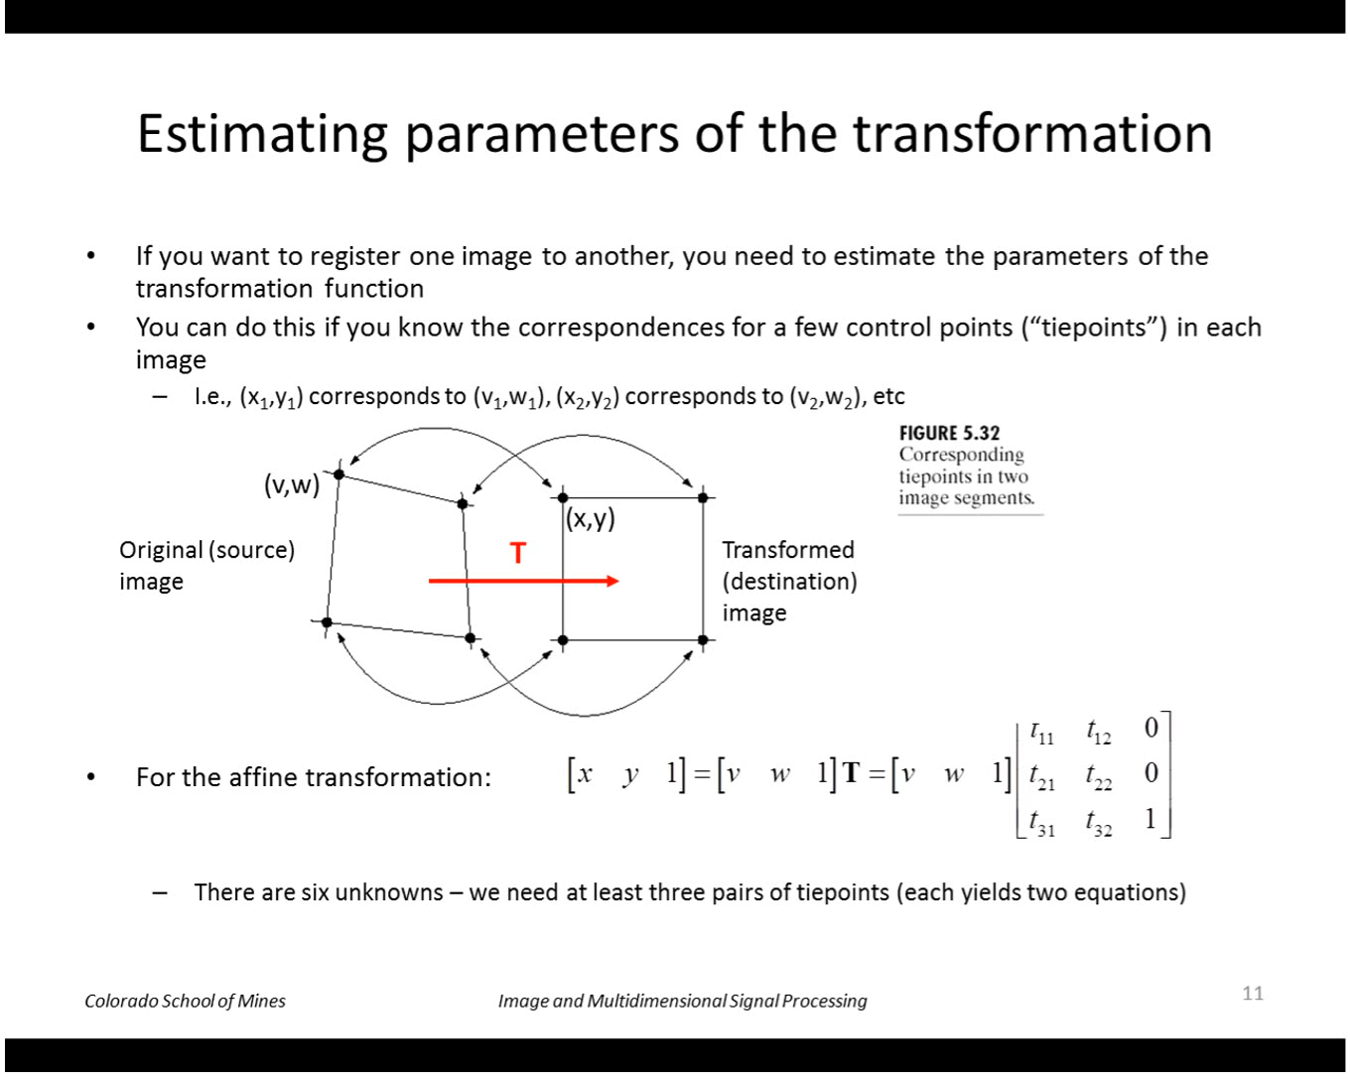 Estimating parameters of the transformation
• If you want to register one image to another, you need to estimate the parameters of the
transformation function
• You can do this if you know the correspondences for a few control points (“tiepoints”) in each
image
– I.e., (x₁,y₁) corresponds to (v₁,w₁), (x₂,y₂) corresponds to (v₂,w₂), etc
FIGURE 5.32
Corresponding
tiepoints in two
image segments.
(v,w)
(x,y)
Original (source)
image
T
Transformed
(destination)
image
• For the affine transformation:
[x y 1] = [v w 1] T = [v w 1] [t₁₁ t₁₂ 0
t₂₁ t₂₂ 0
t₃₁ t₃₂ 1]
– There are six unknowns – we need at least three pairs of tiepoints (each yields two equations)
Colorado School of Mines
Image and Multidimensional Signal Processing
11